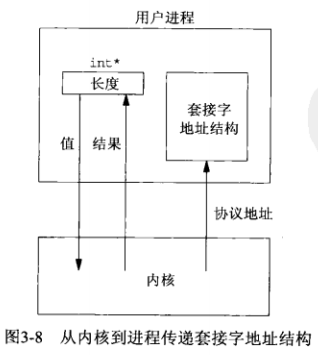 用户进程
int*
长度
套接字
地址结构
值
结果
协议地址
内核
图3-8 从内核到进程传递套接字地址结构